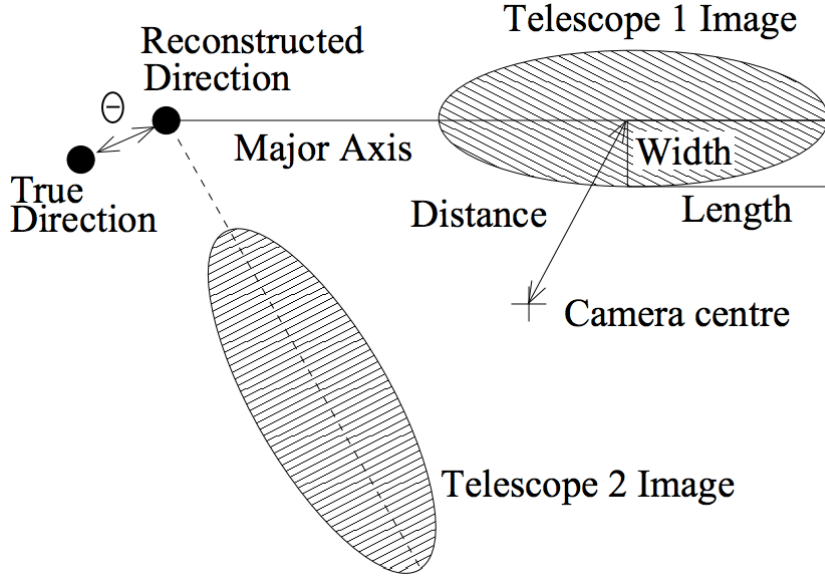 Telescope 1 Image
Reconstructed
Direction
Θ
Major Axis
Width
True
Direction
Distance
Length
Camera centre
Telescope 2 Image